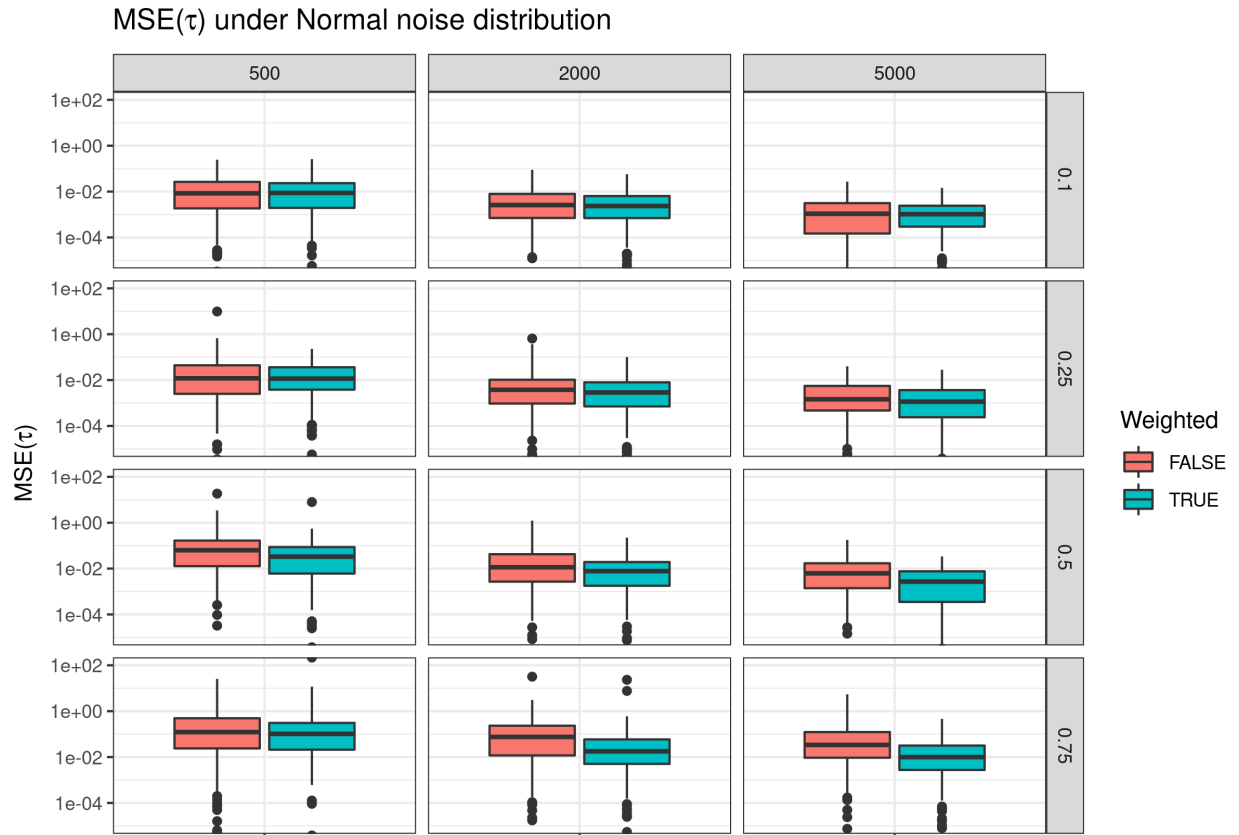 MSE(τ) under Normal noise distribution
500 2000 5000
1e+02
1e+00
1e-02
1e-04
0.1
1e+02
1e+00
1e-02
1e-04
0.25
1e+02
1e+00
1e-02
1e-04
0.5
1e+02
1e+00
1e-02
1e-04
0.75
MSE(τ)
Weighted
FALSE
TRUE